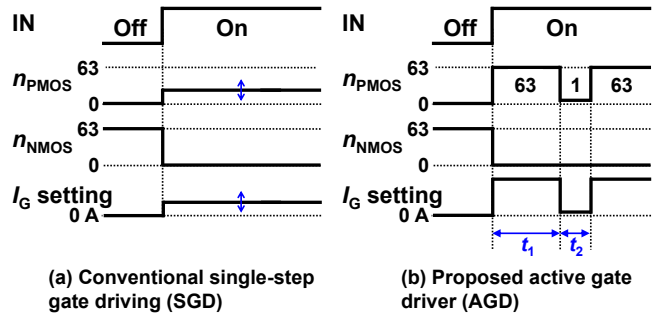 IN
Off
On
63
nPMOS
0
63
nNMOS
0
IG setting
0 A
(a) Conventional single-step
gate driving (SGD)
IN
Off
On
63
nPMOS
63
1
63
0
63
nNMOS
0
IG setting
0 A
t1
t2
(b) Proposed active gate
driver (AGD)